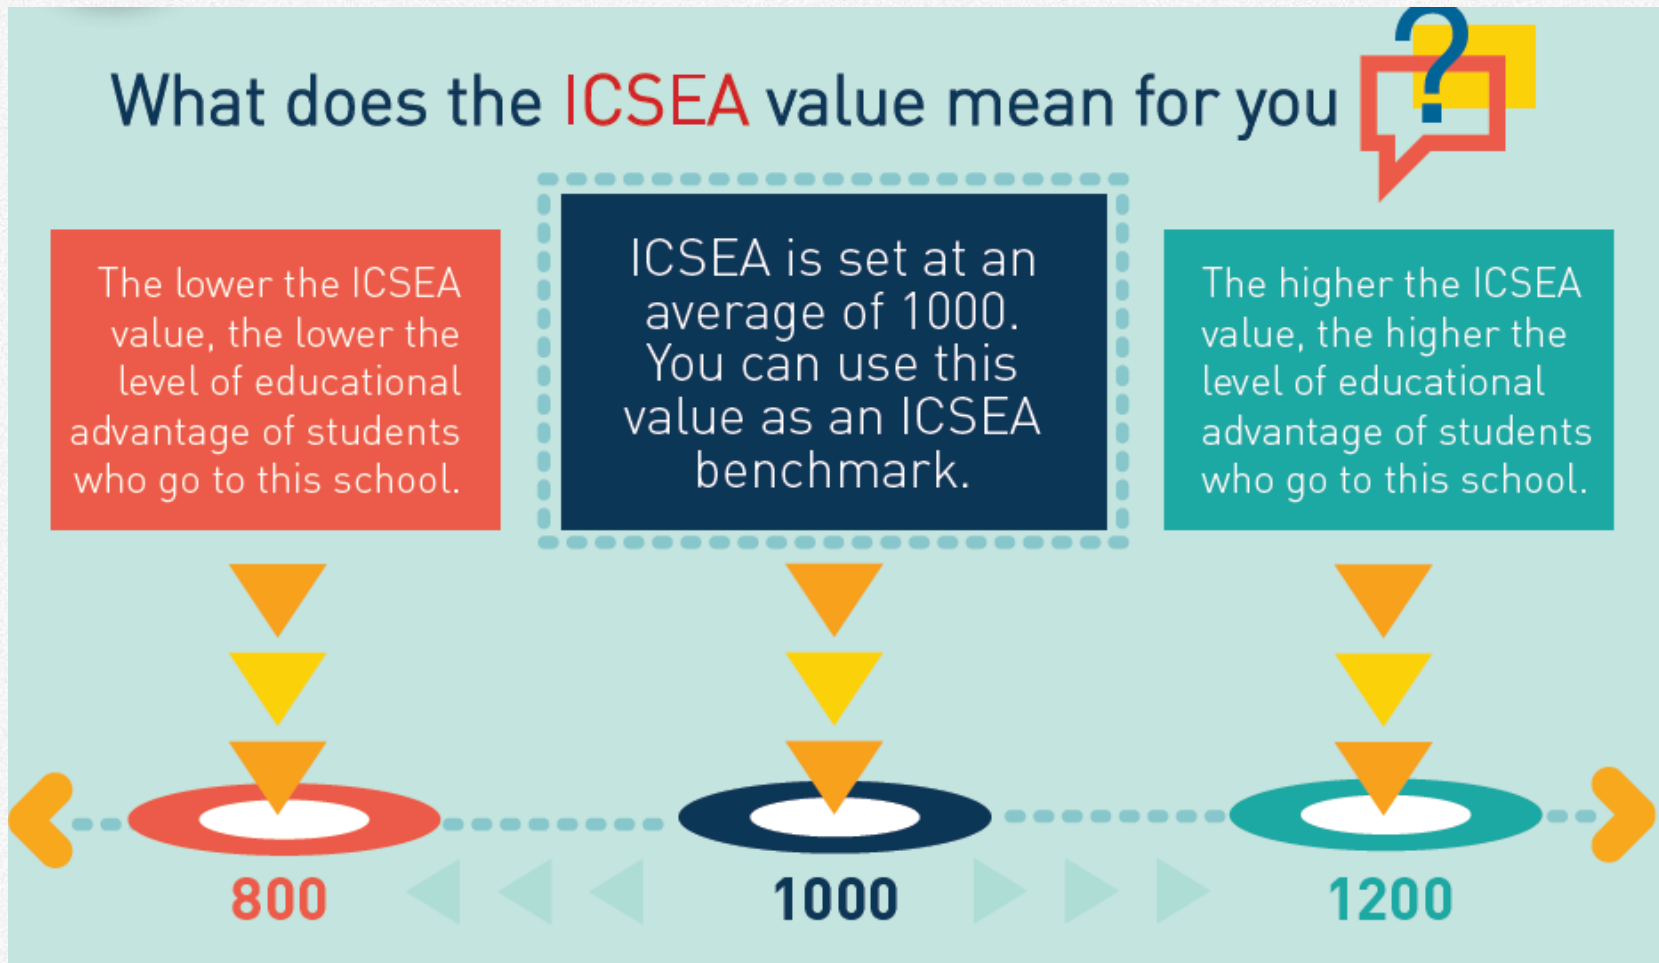 What does the ICSEA value mean for you ?
The lower the ICSEA
value, the lower the
level of educational
advantage of students
who go to this school.
ICSEA is set at an
average of 1000.
You can use this
value as an ICSEA
benchmark.
The higher the ICSEA
value, the higher the
level of educational
advantage of students
who go to this school.
800
1000
1200